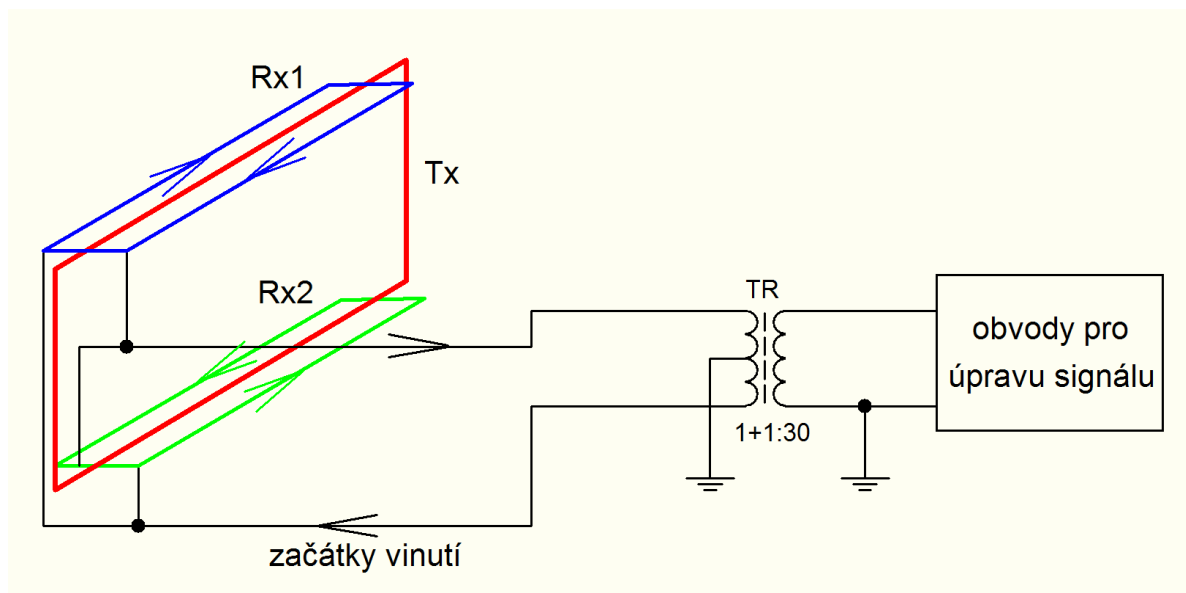 Rx1
Tx
Rx2
TR
obvody pro
úpravu signálu
1+1:30
začátky vinutí